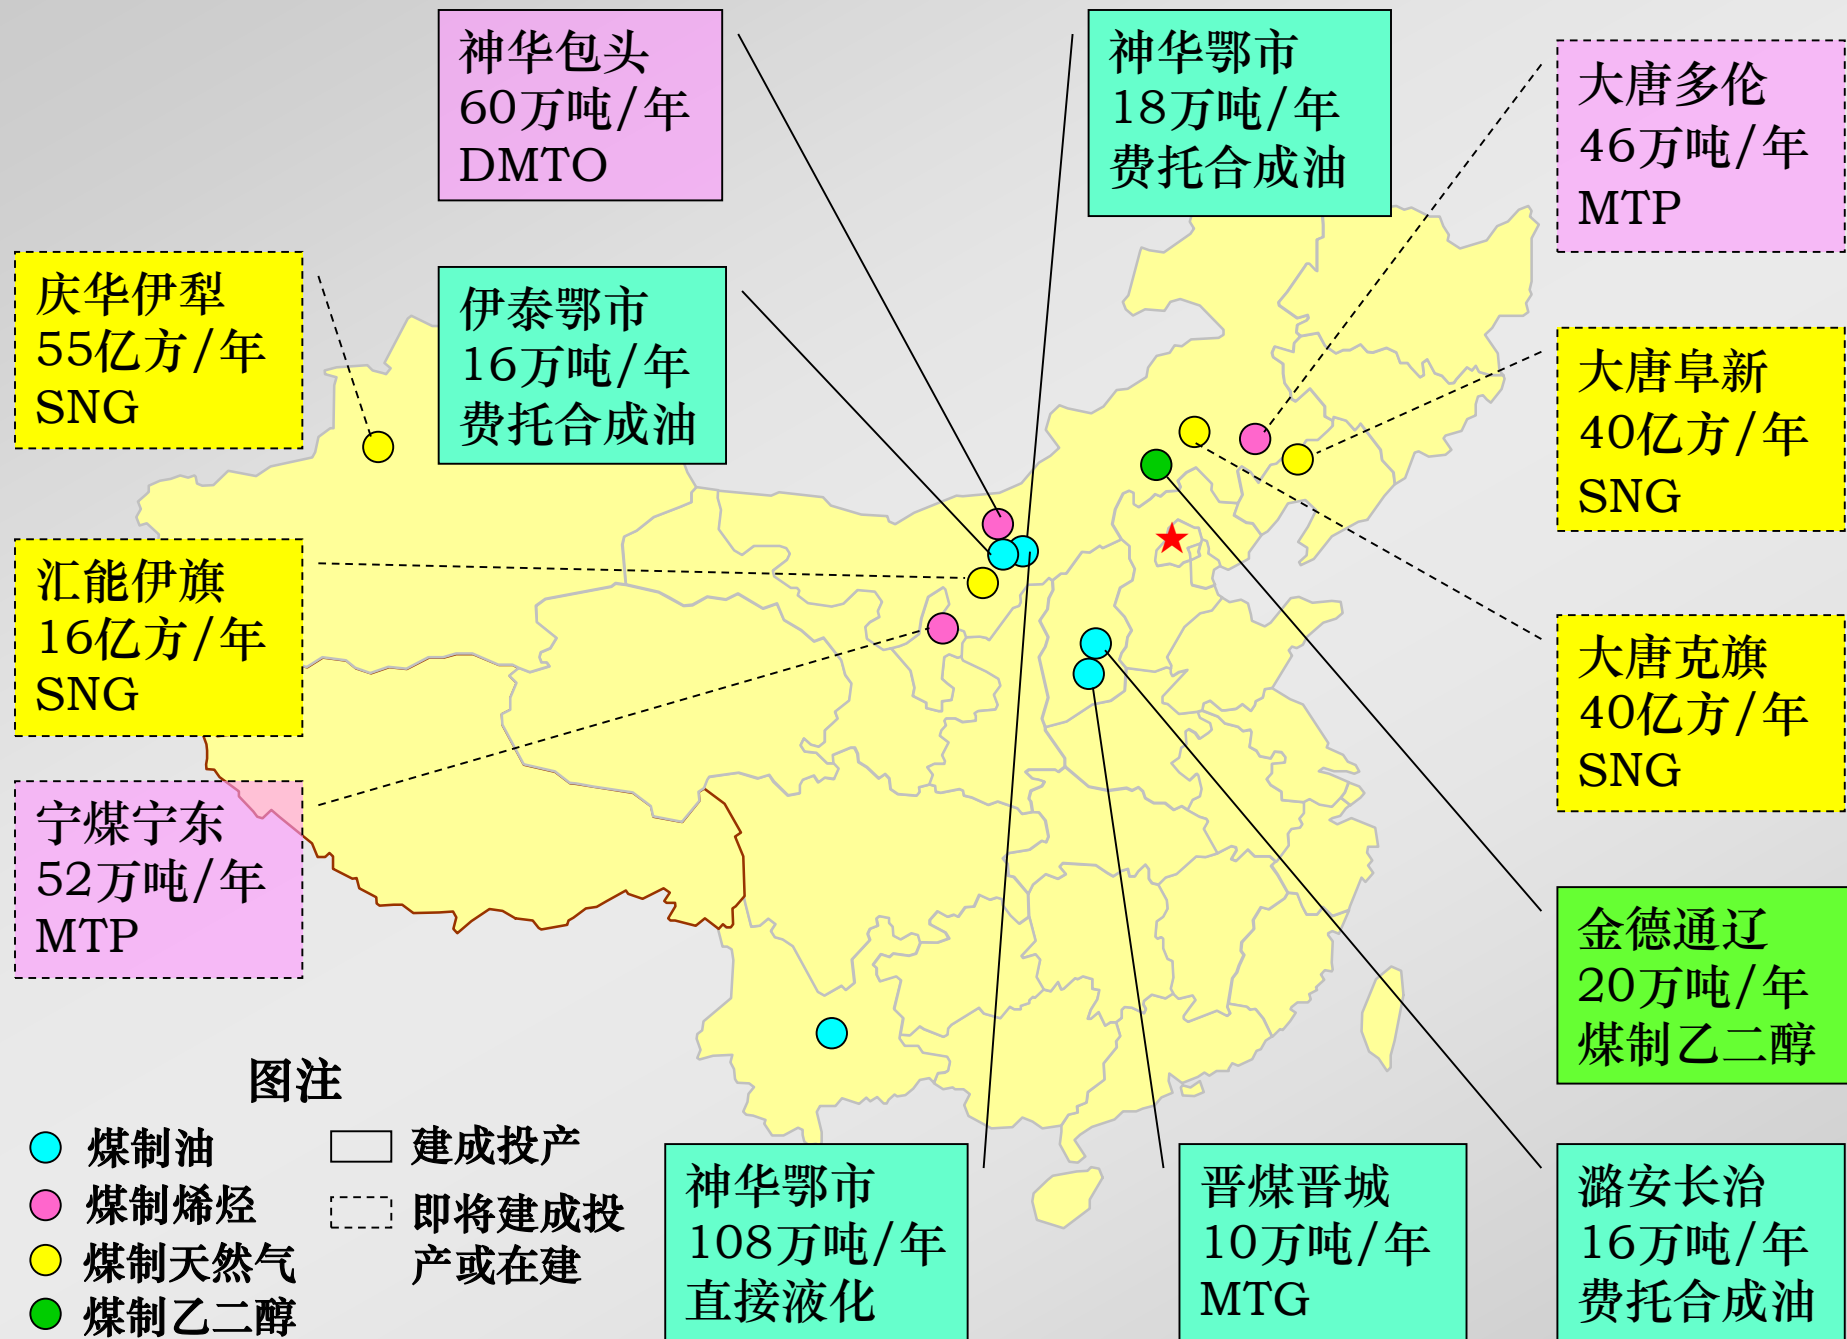 神华包头
60万吨/年
DMTO
神华鄂市
18万吨/年
费托合成油
大唐多伦
46万吨/年
MTP
庆华伊犁
55亿方/年
SNG
伊泰鄂市
16万吨/年
费托合成油
大唐阜新
40亿方/年
SNG
汇能伊旗
16亿方/年
SNG
大唐克旗
40亿方/年
SNG
宁煤宁东
52万吨/年
MTP
金德通辽
20万吨/年
煤制乙二醇
图注
煤制油
煤制烯烃
煤制天然气
煤制乙二醇
建成投产
即将建成投
产或在建
神华鄂市
108万吨/年
直接液化
晋煤晋城
10万吨/年
MTG
潞安长治
16万吨/年
费托合成油